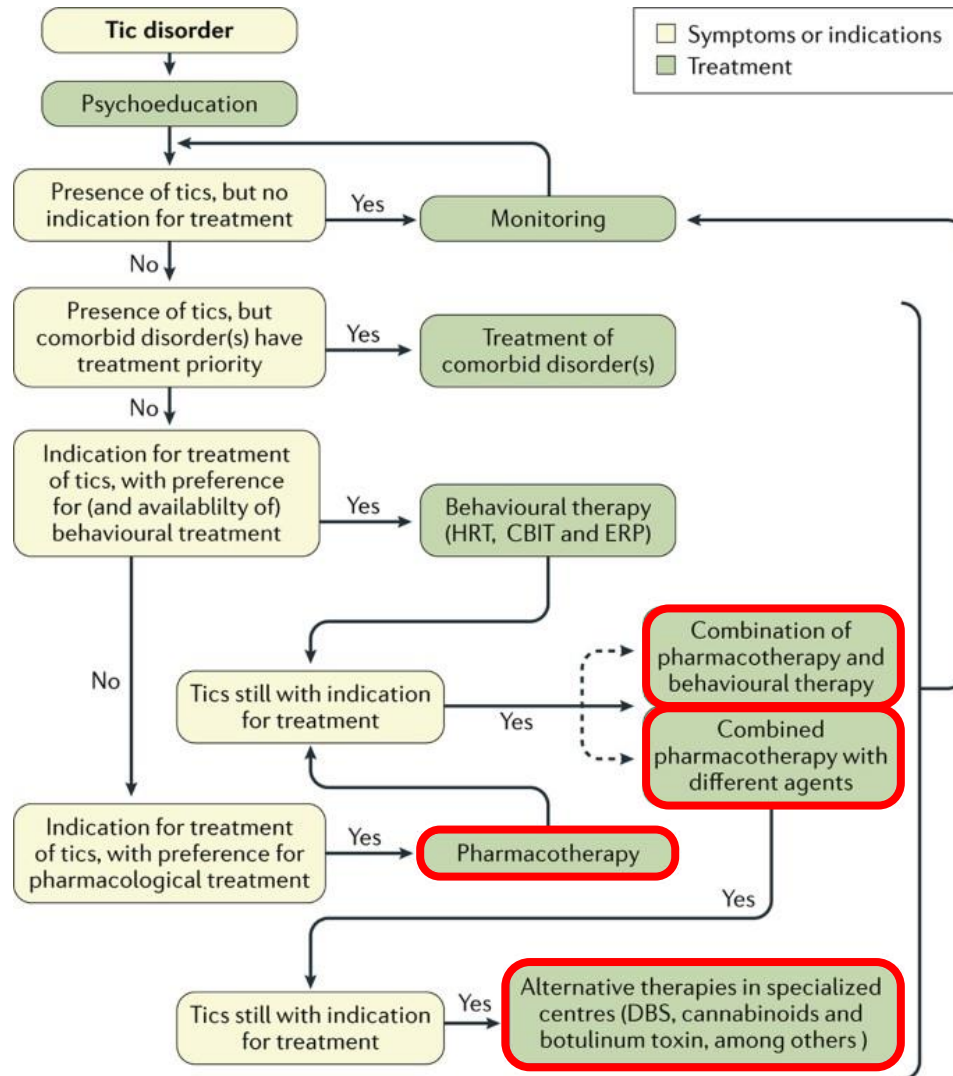 Tic disorder
Symptoms or indications
Treatment
Psychoeducation
Presence of tics, but no
indication for treatment
Yes
Monitoring
No
Presence of tics, but
comorbid disorder(s) have
treatment priority
Yes
Treatment of
comorbid disorder(s)
No
Indication for treatment
of tics, with preference
for (and availablilty of)
behavioural treatment
Yes
Behavioural therapy
(HRT, CBIT and ERP)
No
Tics still with indication
for treatment
Yes
Combination of
pharmacotherapy and
behavioural therapy
Combined
pharmacotherapy with
different agents
Indication for treatment
of tics, with preference for
pharmacological treatment
Yes
Pharmacotherapy
Yes
Tics still with indication
for treatment
Yes
Alternative therapies in specialized
centres (DBS, cannabinoids and
botulinum toxin, among others )